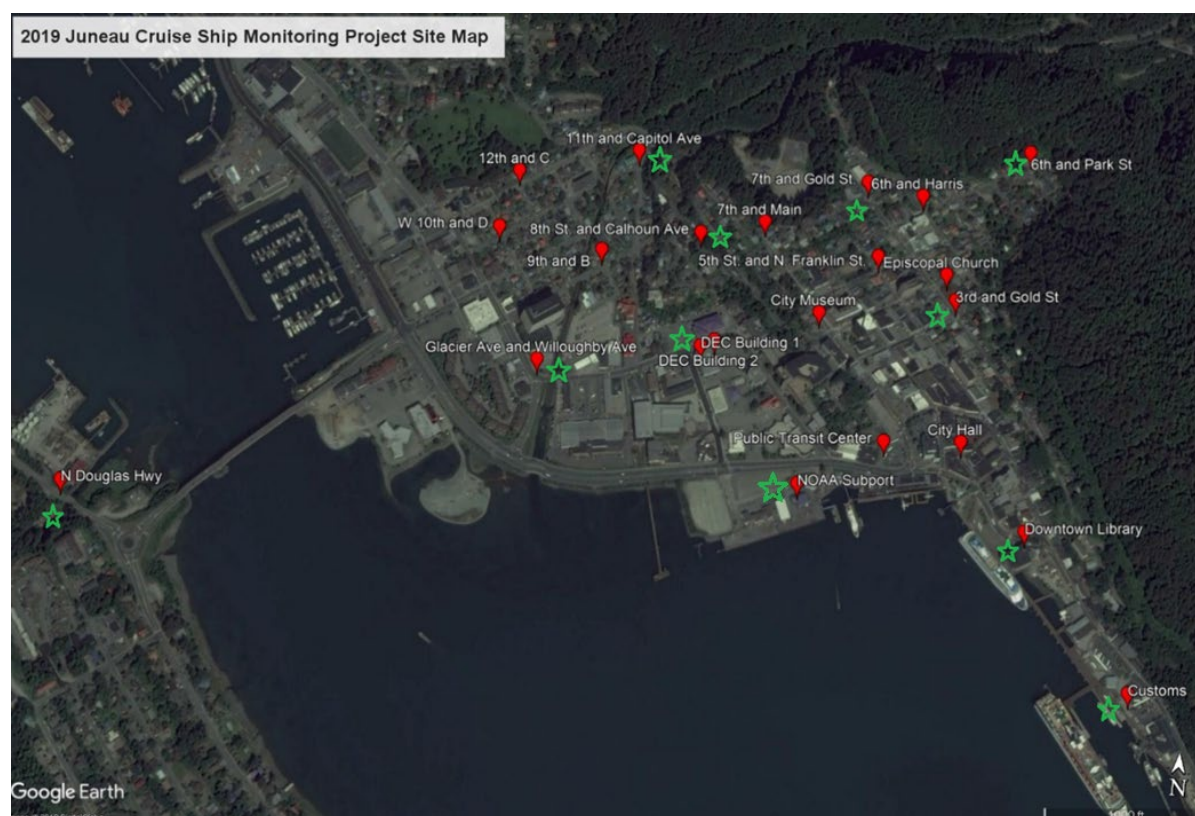 2019 Juneau Cruise Ship Monitoring Project Site Map
11th and Capitol Ave
12th and C
6th and Park St
7th and Gold St
6th and Harris
7th and Main
W 10th and D
8th St. and Calhoun Ave
9th and B
5th St. and N Franklin St.
Episcopal Church
3rd and Gold St
City Museum
Glacier Ave and Willoughby Ave
DEC Building 1
DEC Building 2
Public Transit Center
City Hall
N Douglas Hwy
NOAA Subport
Downtown Library
Customs
Google Earth
N